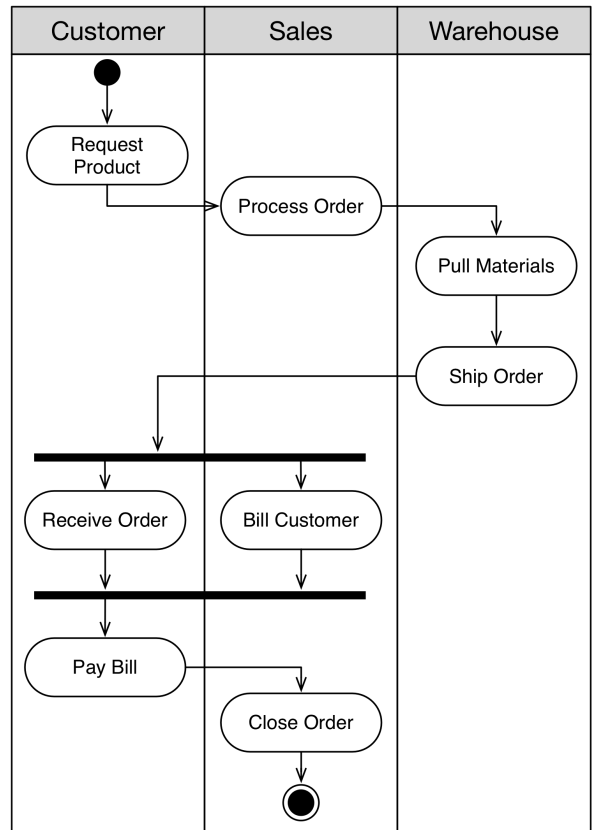 Customer
Sales
Warehouse
Request
Product
Process Order
Pull Materials
Ship Order
Receive Order
Bill Customer
Pay Bill
Close Order